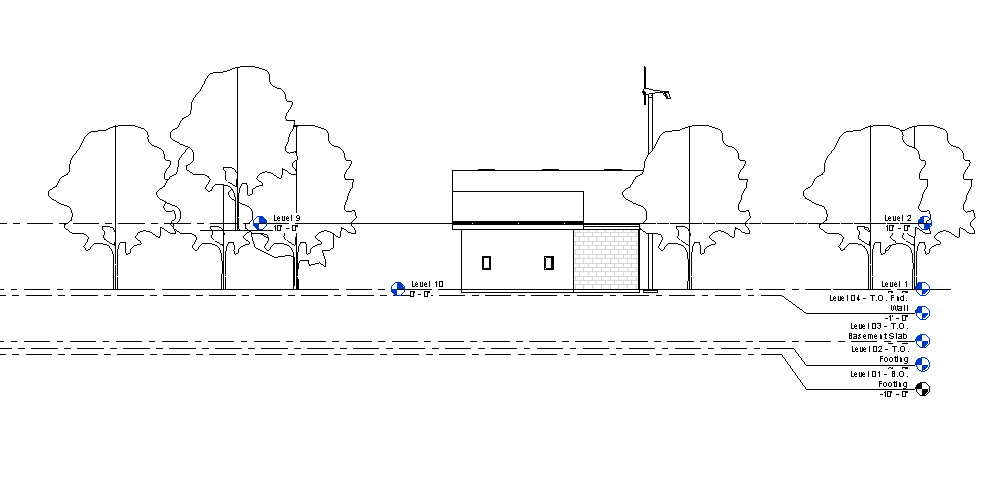 Level 9
10' - 0"
Level 2
10' - 0"
Level 10
0' - 0"
Level 1
Level 04 - T.O. Fnd.
Wall
-1' - 0"
Level 03 - T.O.
Basement Slab
Level 02 - T.O.
Footing
Level 01 - B.O.
Footing
-10' - 0"